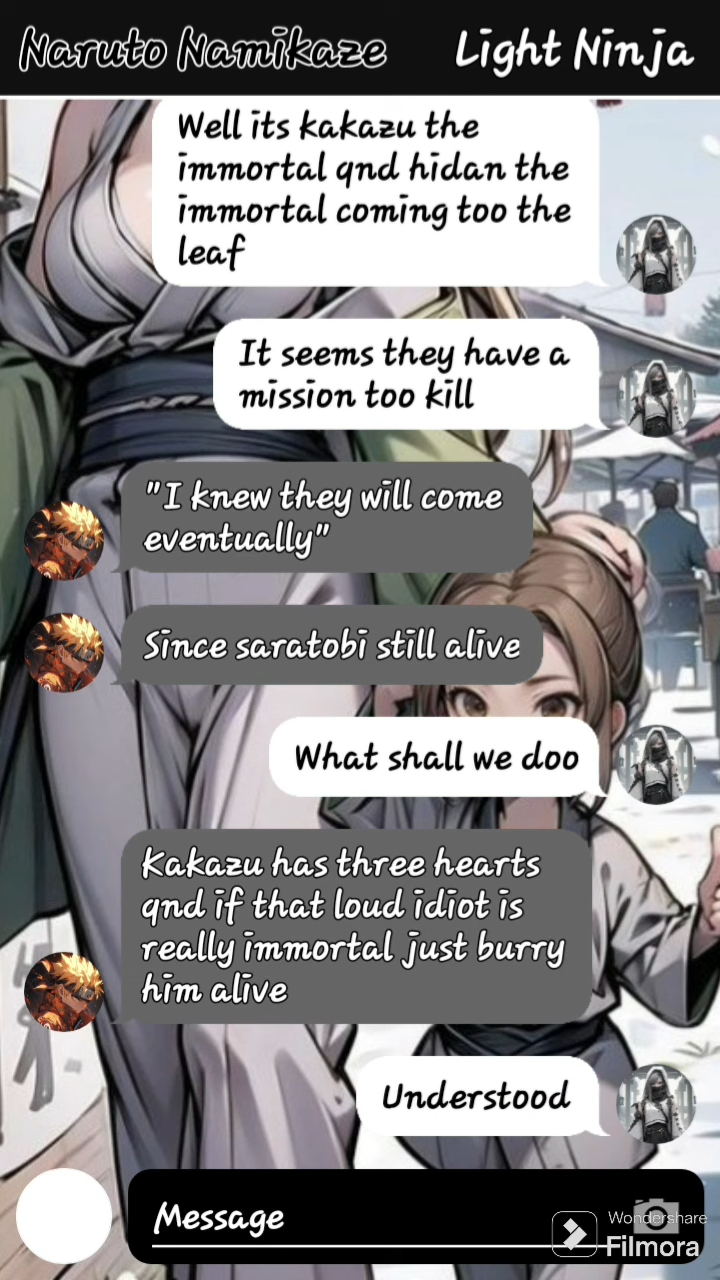 Naruto Namikaze
Light Ninja
Well its kakazu the
immortal qnd hidan the
immortal coming too the
leaf
It seems they have a
mission too kill
"I knew they will come
eventually"
Since saratobi still alive
What shall we doo
Kakazu has three hearts
qnd if that loud idiot is
really immortal just burry
him alive
Understood
Message
Wondershare
Filmora